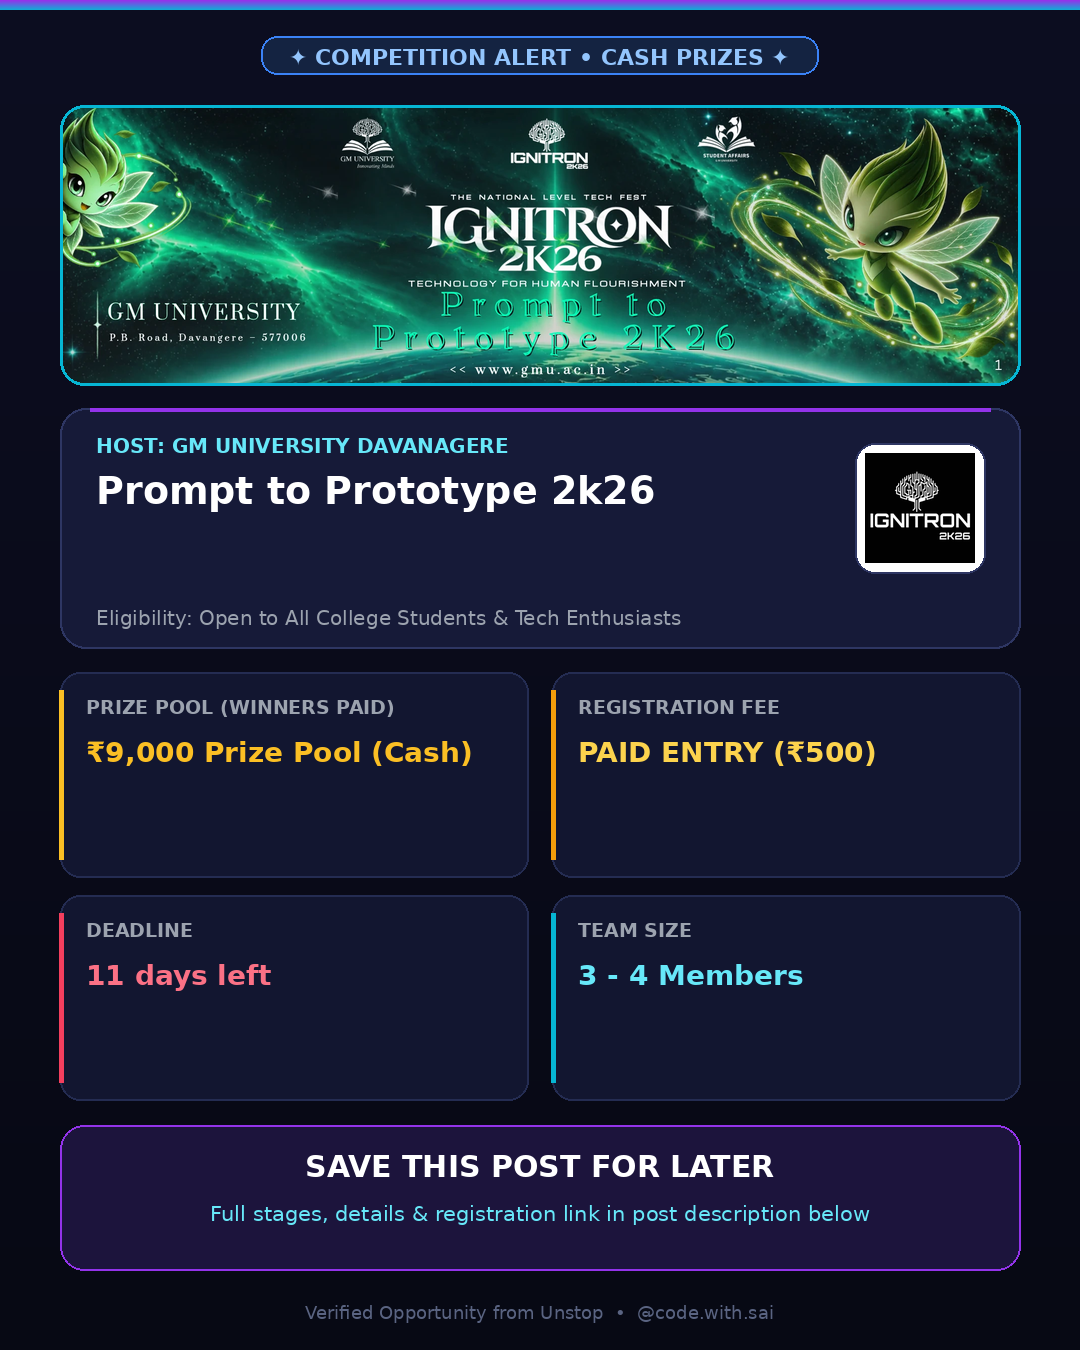 ✦ COMPETITION ALERT • CASH PRIZES ✦
GM UNIVERSITY
Innovating Minds
IGNITRON
2K26
STUDENT AFFAIRS
THE NATIONAL LEVEL TECH FEST
IGNITRON
2K26
TECHNOLOGY FOR HUMAN FLOURISHMENT
Prompt to
Prototype 2K26
<< www.gmu.ac.in >>
GM UNIVERSITY
P.B. Road, Davangere – 577006
1
HOST: GM UNIVERSITY DAVANAGERE
Prompt to Prototype 2k26
IGNITRON
2K26
Eligibility: Open to All College Students & Tech Enthusiasts
PRIZE POOL (WINNERS PAID)
₹9,000 Prize Pool (Cash)
REGISTRATION FEE
PAID ENTRY (₹500)
DEADLINE
11 days left
TEAM SIZE
3 - 4 Members
SAVE THIS POST FOR LATER
Full stages, details & registration link in post description below
Verified Opportunity from Unstop • @code.with.sai